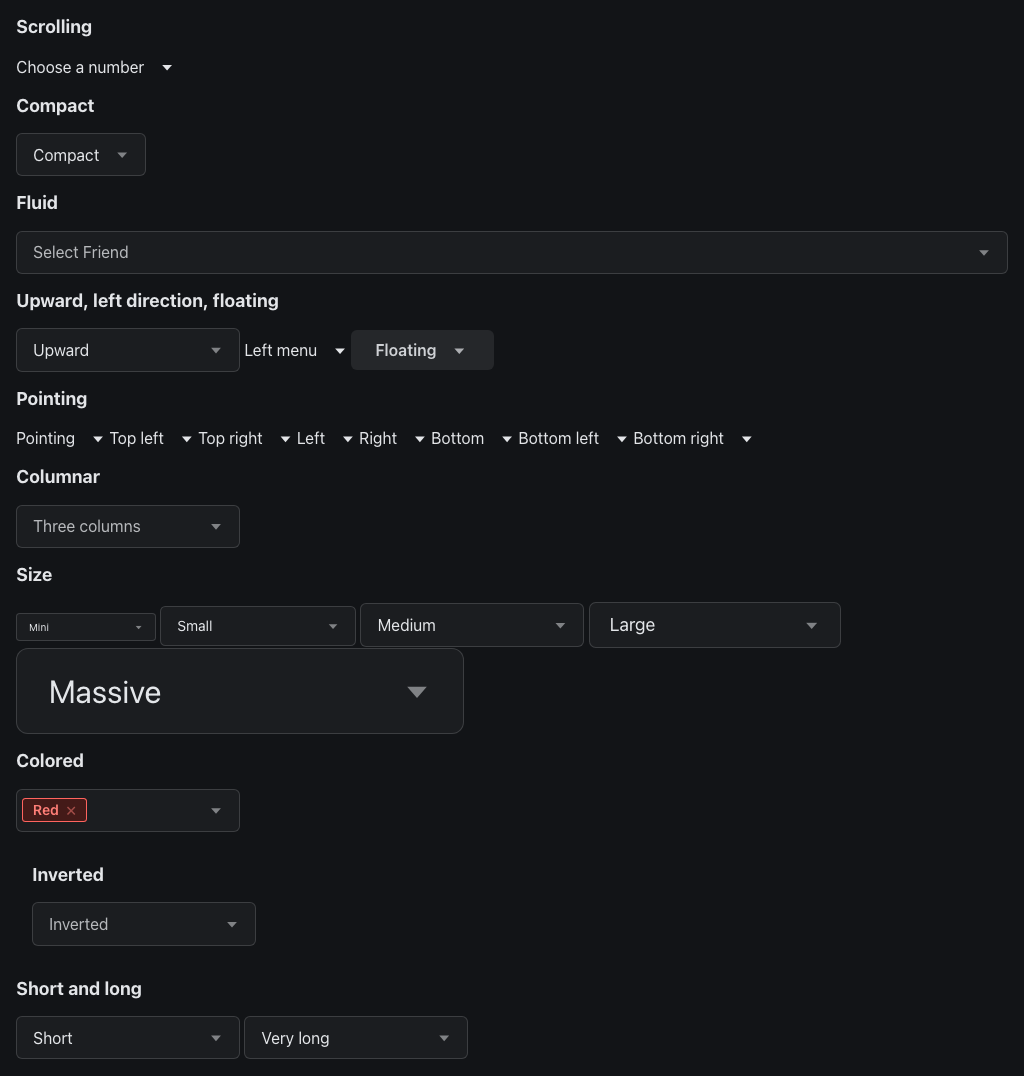 Scrolling
Choose a number
Compact
Compact
Fluid
Select Friend
Upward, left direction, floating
Upward Left menu Floating
Pointing
Pointing Top left Top right Left Right Bottom Bottom left Bottom right
Columnar
Three columns
Size
Mini Small Medium Large
Massive
Colored
Red
Inverted
Inverted
Short and long
Short Very long